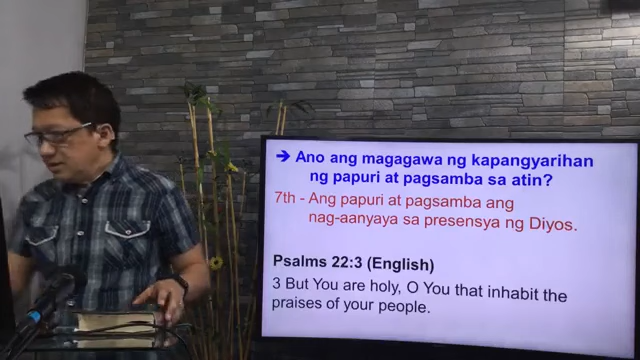 ➔ Ano ang magagawa ng kapangyarihan
ng papuri at pagsamba sa atin?
7th - Ang papuri at pagsamba ang
nag-aanyaya sa presensya ng Diyos.
Psalms 22:3 (English)
3 But You are holy, O You that inhabit the
praises of your people.